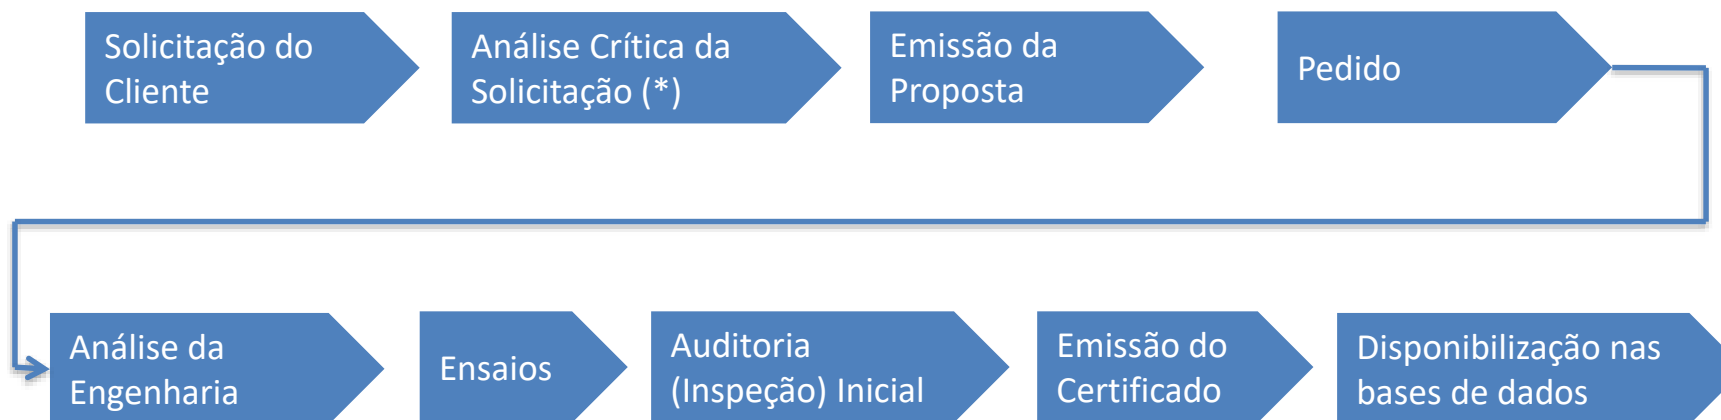 Solicitação do
Cliente
Análise Crítica da
Solicitação (*)
Emissão da
Proposta
Pedido
Análise da
Engenharia
Ensaios
Auditoria
(Inspeção) Inicial
Emissão do
Certificado
Disponibilização nas
bases de dados